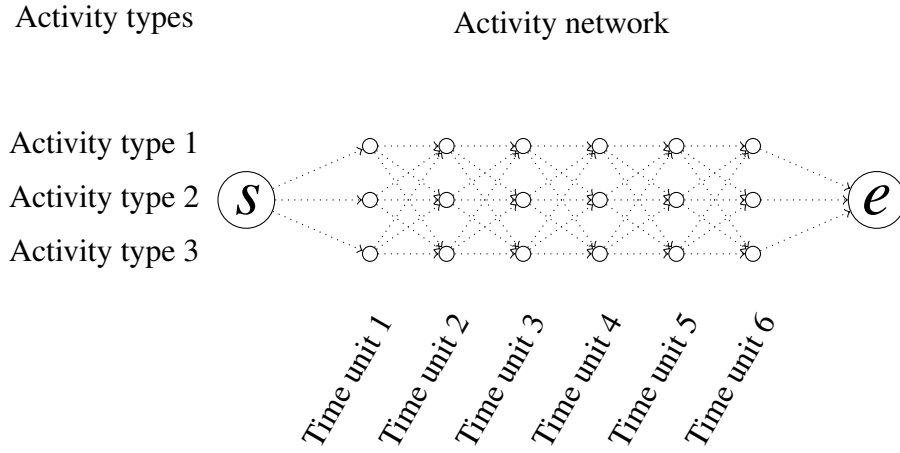 Activity types
Activity network
Activity type 1
Activity type 2
Activity type 3
s
e
Time unit 1
Time unit 2
Time unit 3
Time unit 4
Time unit 5
Time unit 6